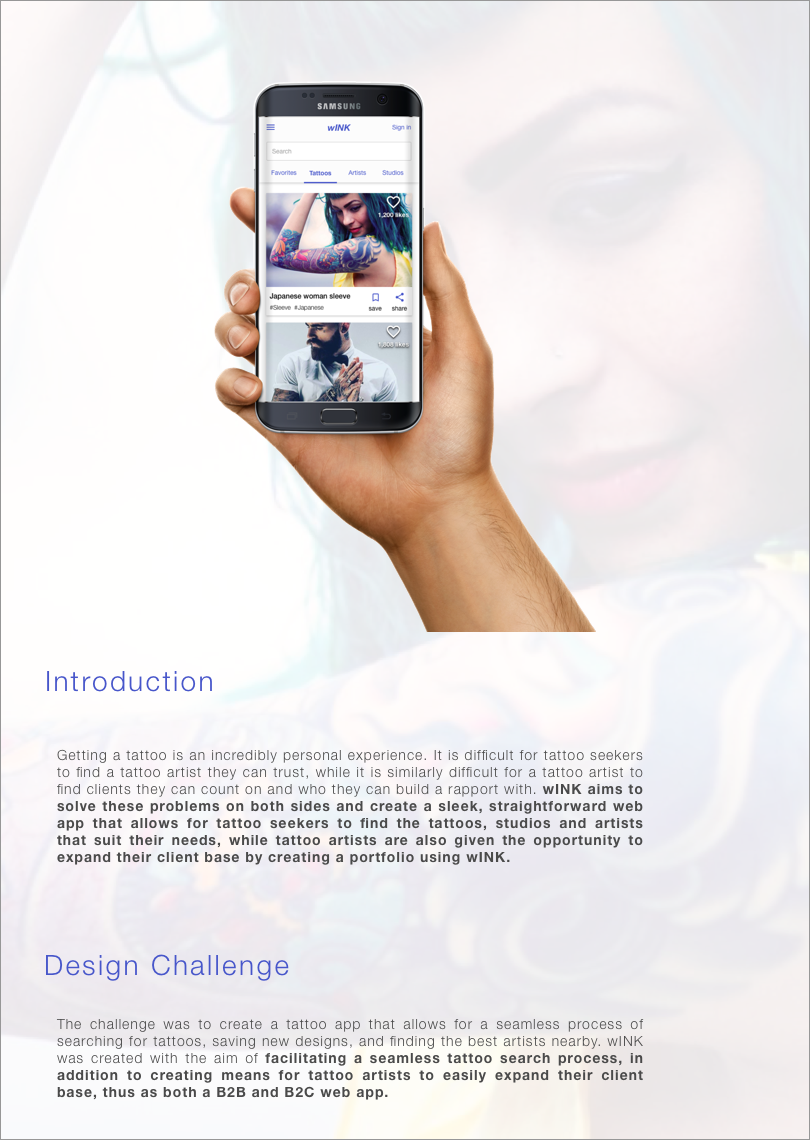 SAMSUNG
wINK
Sign in
Search
Favorites Tattoos Artists Studios
1,200 likes
Japanese woman sleeve
#Sleeve #Japanese
save share
Introduction
Getting a tattoo is an incredibly personal experience. It is difficult for tattoo seekers
to find a tattoo artist they can trust, while it is similarly difficult for a tattoo artist to
find clients they can count on and who they can build a rapport with. wINK aims to
solve these problems on both sides and create a sleek, straightforward web
app that allows for tattoo seekers to find the tattoos, studios and artists
that suit their needs, while tattoo artists are also given the opportunity to
expand their client base by creating a portfolio using wINK.
Design Challenge
The challenge was to create a tattoo app that allows for a seamless process of
searching for tattoos, saving new designs, and finding the best artists nearby. wINK
was created with the aim of facilitating a seamless tattoo search process, in
addition to creating means for tattoo artists to easily expand their client
base, thus as both a B2B and B2C web app.